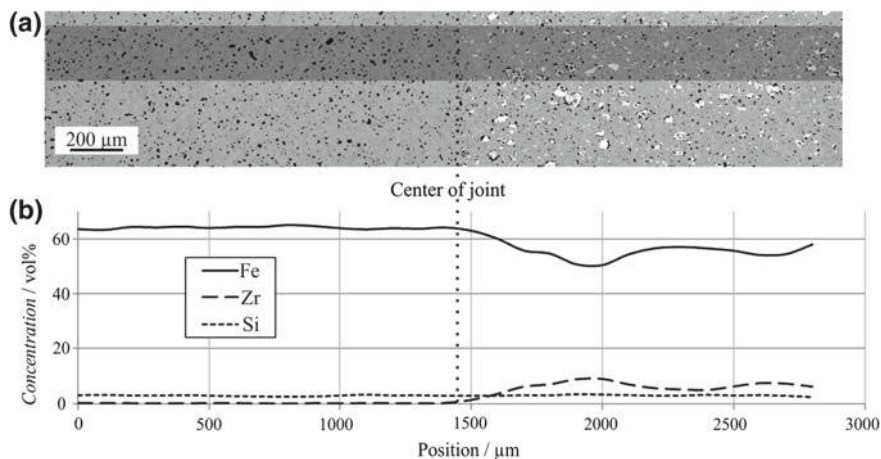 (a)
200 µm
Center of joint
(b)
Concentration / vol%
60
40
20
0
Fe
Zr
Si
0 500 1000 1500 2000 2500 3000
Position / µm